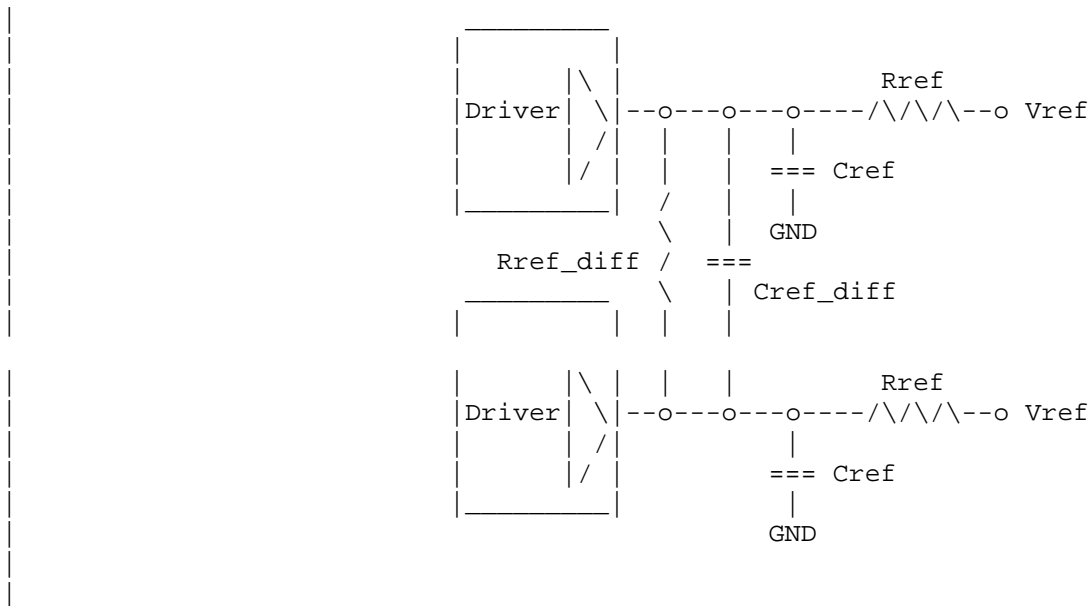 Rref
Driver --o---o---o----/\/\/\--o Vref
=== Cref
GND
Rref_diff / ===
Cref_diff
Rref
Driver --o---o---o----/\/\/\--o Vref
=== Cref
GND